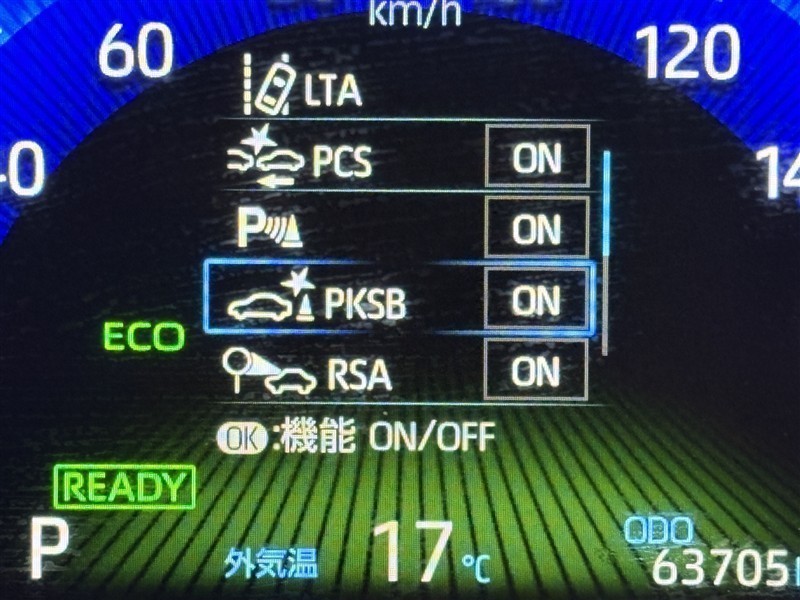 km/h
60
120
LTA
PCS ON
P ON
PKSB ON
ECO
RSA ON
OK:機能 ON/OFF
READY
P
外気温 17℃
ODO
63705